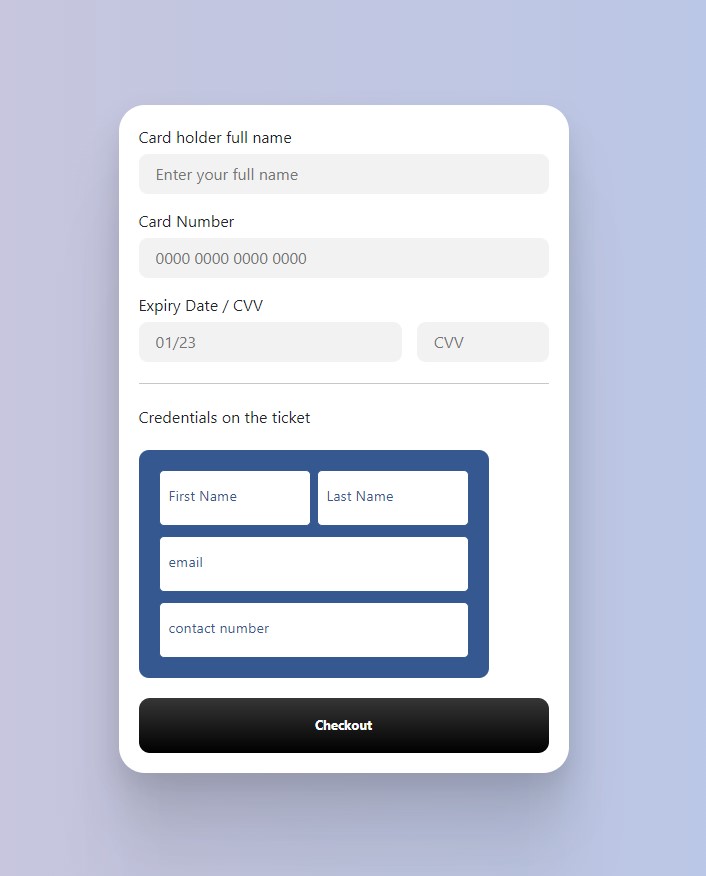 Card holder full name
Enter your full name
Card Number
0000 0000 0000 0000
Expiry Date / CVV
01/23 CVV
Credentials on the ticket
First Name Last Name
email
contact number
Checkout